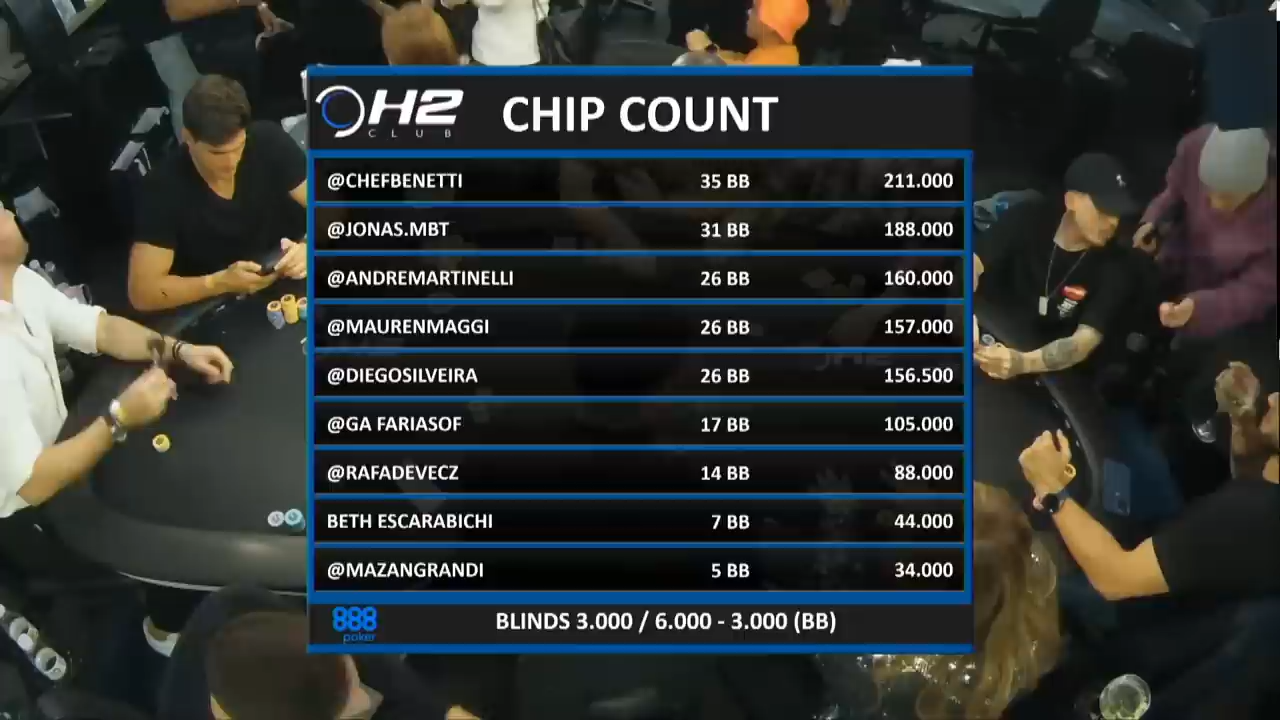 H2 CLUB
CHIP COUNT
@CHEFBENETTI 35 BB 211.000
@JONAS.MBT 31 BB 188.000
@ANDREMARTINELLI 26 BB 160.000
@MAURENMAGGI 26 BB 157.000
@DIEGOSILVEIRA 26 BB 156.500
@GA FARIASOF 17 BB 105.000
@RAFADEVECZ 14 BB 88.000
BETH ESCARABICHI 7 BB 44.000
@MAZANGRANDI 5 BB 34.000
888 poker
BLINDS 3.000 / 6.000 - 3.000 (BB)